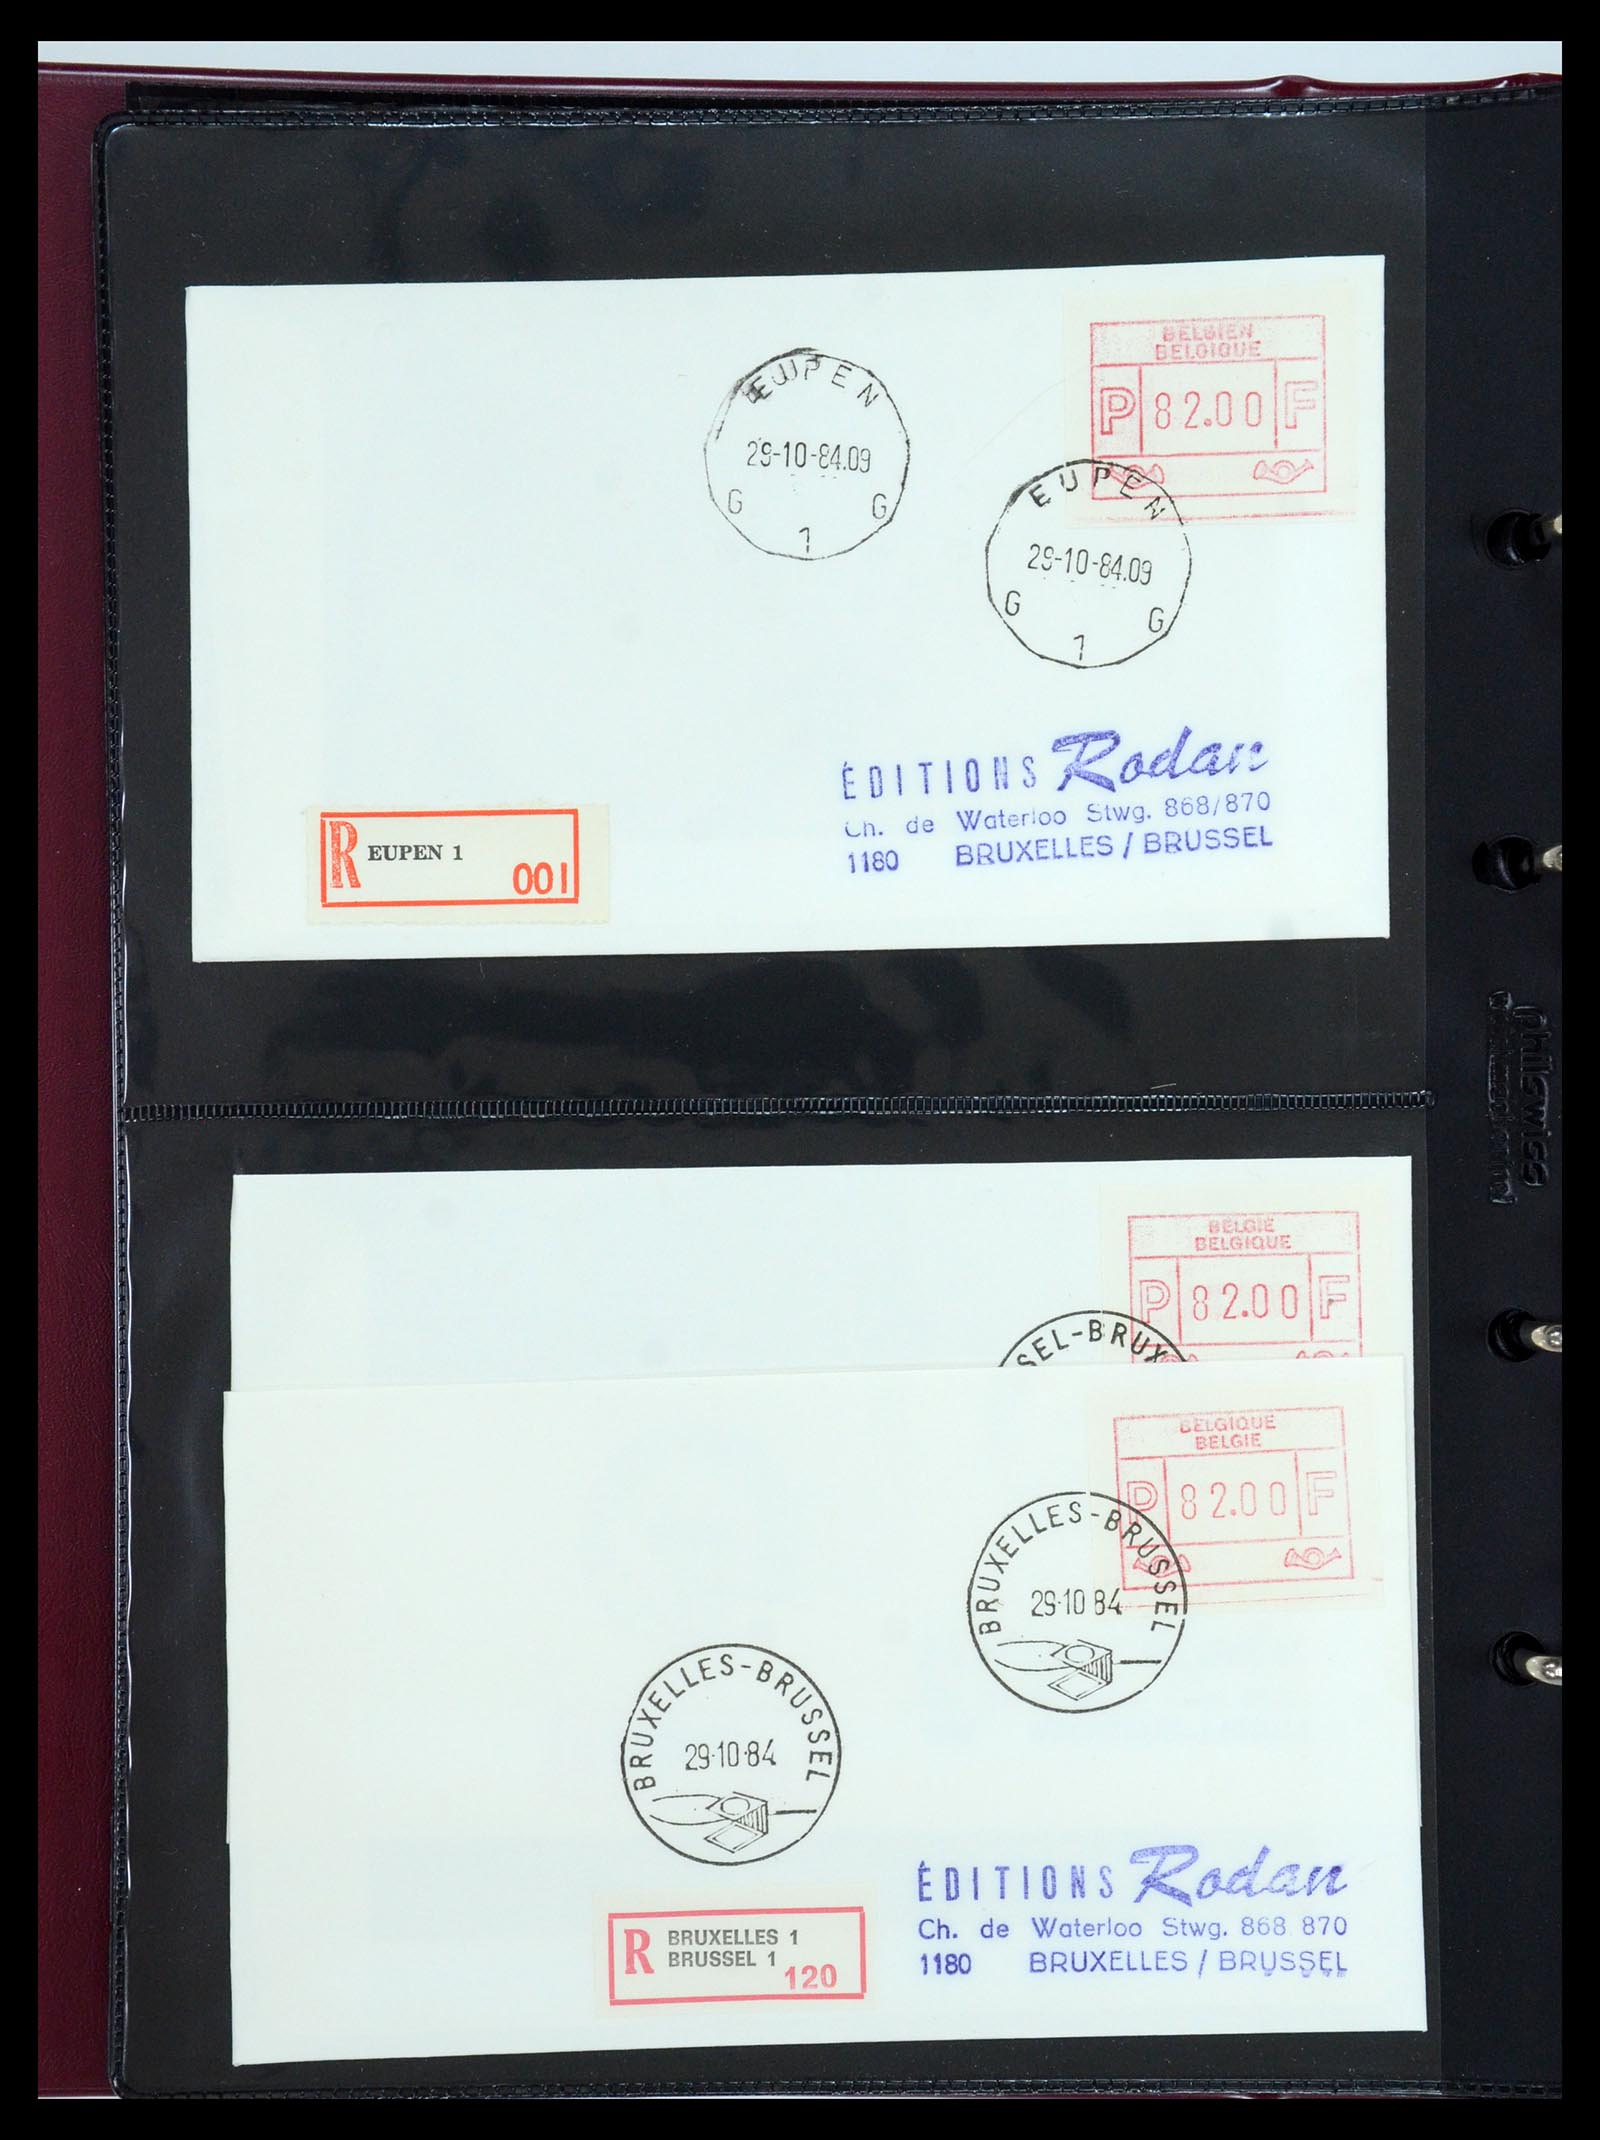 BELGIEN
BELGIQUE
P 82.00 F
EUPEN
29-10-84.09
G 1 G
EUPEN
29-10-84.09
G 1 G
ÉDITIONS Rodan
Ch. de Waterloo Stwg. 868/870
1180 BRUXELLES / BRUSSEL
R EUPEN 1
001
philswiss
BELGIE
BELGIQUE
P 82.00 F
SEL-BRUX
BELGIQUE
BELGIE
P 82.00 F
BRUXELLES-BRUSSEL
29·10 84
BRUXELLES-BRUSSEL
29·10·84
ÉDITIONS Rodan
Ch. de Waterloo Stwg. 868 870
1180 BRUXELLES / BRUSSEL
R BRUXELLES 1
BRUSSEL 1
120